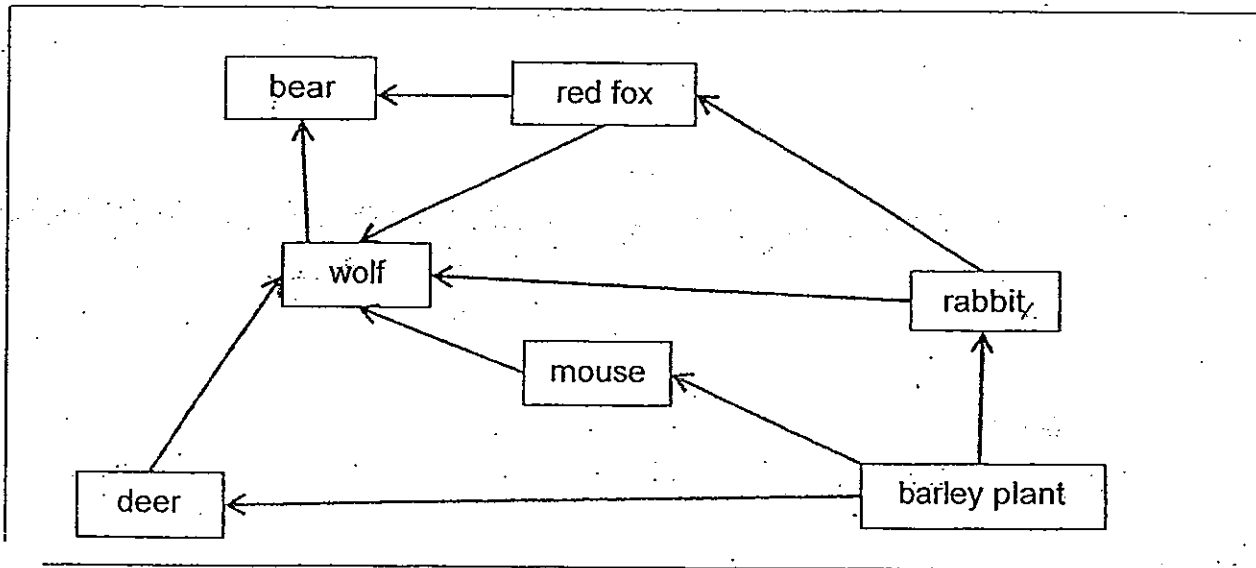 bear
red fox
wolf
rabbit
mouse
deer
barley plant